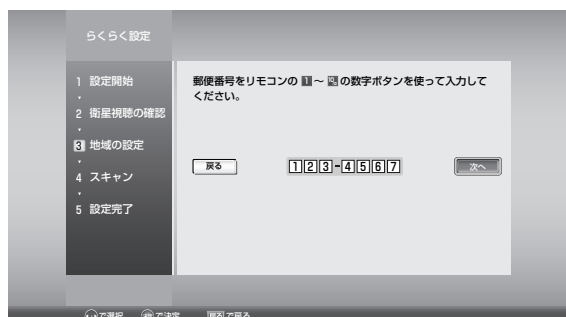 らくらく設定
1 設定開始
2 衛星視聴の確認
3 地域の設定
4 スキャン
5 設定完了
郵便番号をリモコンの 1 ~ の数字ボタンを使って入力して
ください。
戻る
123-4567
次へ
で選択 で決定 戻る で戻る